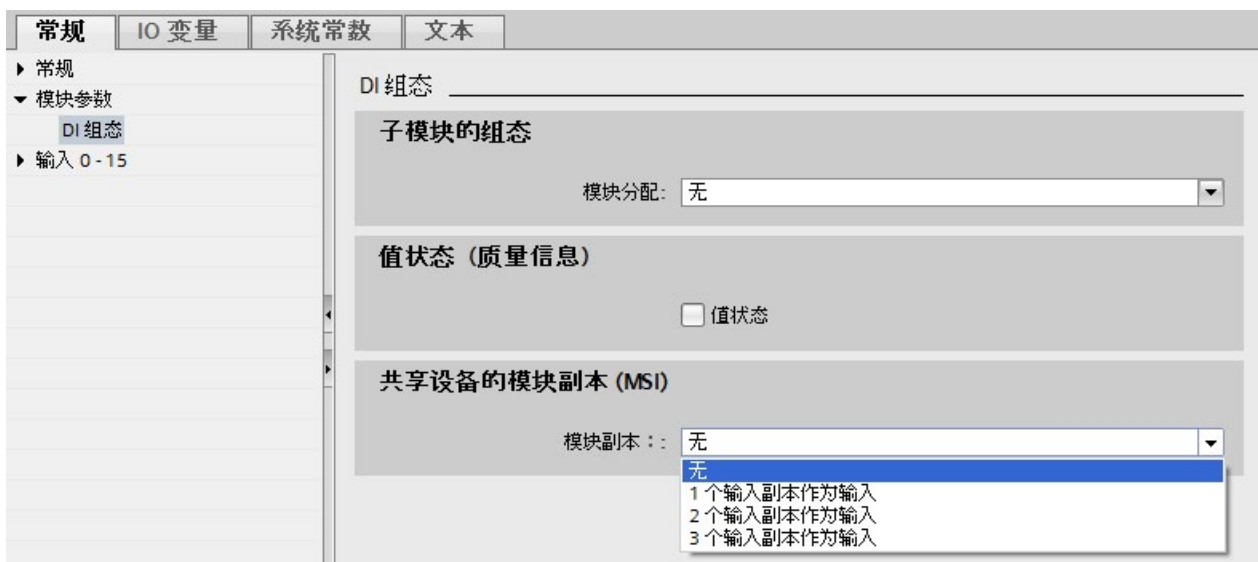 常规 IO 变量 系统常数 文本
常规
模块参数
DI 组态
输入 0 - 15
DI 组态
子模块的组态
模块分配: 无
值状态 (质量信息)
值状态
共享设备的模块副本 (MSI)
模块副本：: 无
无
1 个输入副本作为输入
2 个输入副本作为输入
3 个输入副本作为输入